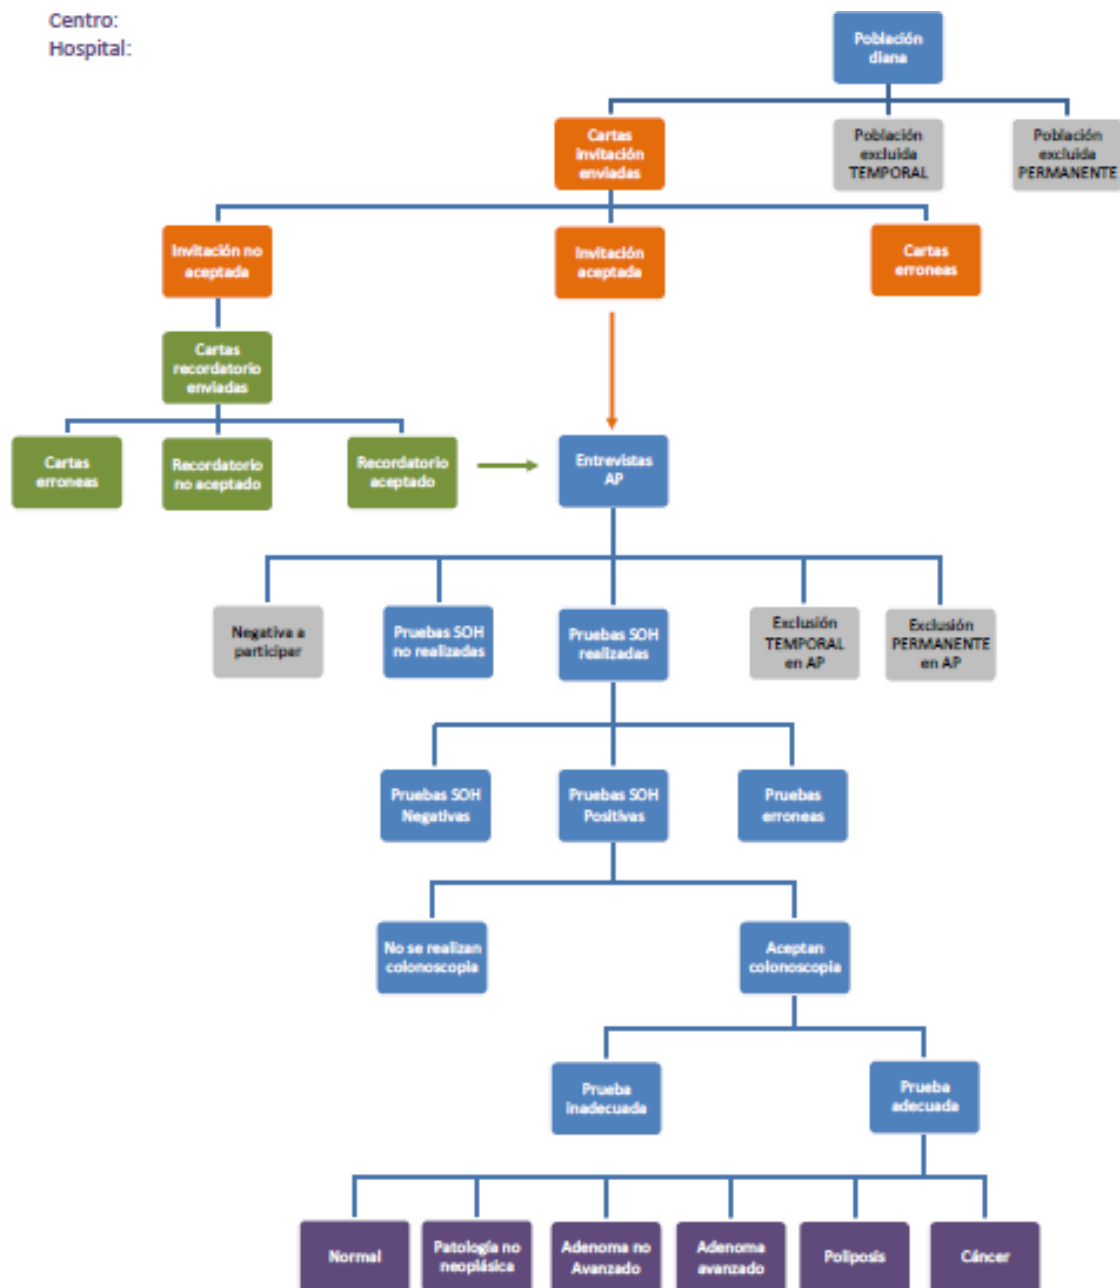 Centro:
Hospital:
Población
diana
Cartas
Invitación
enviadas
Población
excluida
TEMPORAL
Población
excluida
PERMANENTE
Invitación no
aceptada
Invitación
aceptada
Cartas
erroneas
Cartas
recordatorio
enviadas
Cartas
erroneas
Recordatorio
no aceptado
Recordatorio
aceptado
Entrevistas
AP
Negativa a
participar
Pruebas SOH
no realizadas
Pruebas SOH
realizadas
Exclusión
TEMPORAL
en AP
Exclusión
PERMANENTE
en AP
Pruebas SOH
Negativas
Pruebas SOH
Positivas
Pruebas
erroneas
No se realizan
colonoscopia
Aceptan
colonoscopia
Prueba
inadecuada
Prueba
adecuada
Normal
Patología no
neoplásica
Adenoma no
Avanzado
Adenoma
avanzado
Poliposis
Cáncer